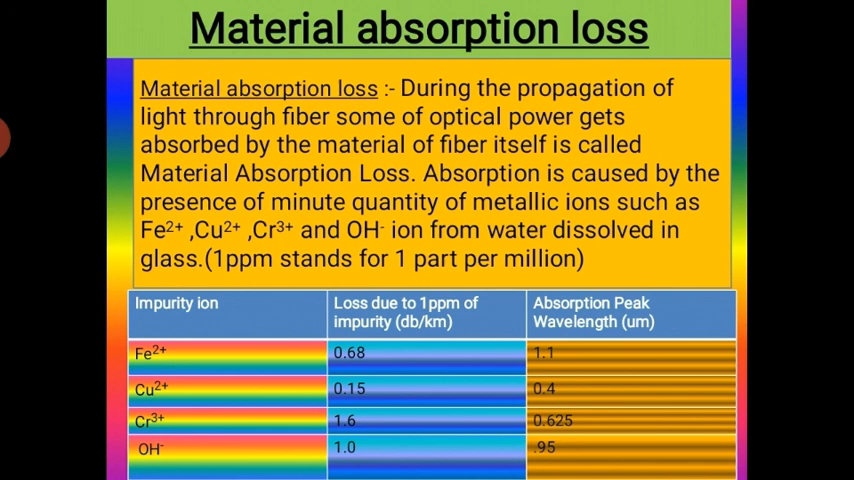 Material absorption loss
Material absorption loss :- During the propagation of
light through fiber some of optical power gets
absorbed by the material of fiber itself is called
Material Absorption Loss. Absorption is caused by the
presence of minute quantity of metallic ions such as
Fe²⁺ ,Cu²⁺ ,Cr³⁺ and OH⁻ ion from water dissolved in
glass.(1ppm stands for 1 part per million)
Impurity ion Loss due to 1ppm of impurity (db/km) Absorption Peak Wavelength (um)
Fe²⁺ 0.68 1.1
Cu²⁺ 0.15 0.4
Cr³⁺ 1.6 0.625
OH⁻ 1.0 .95